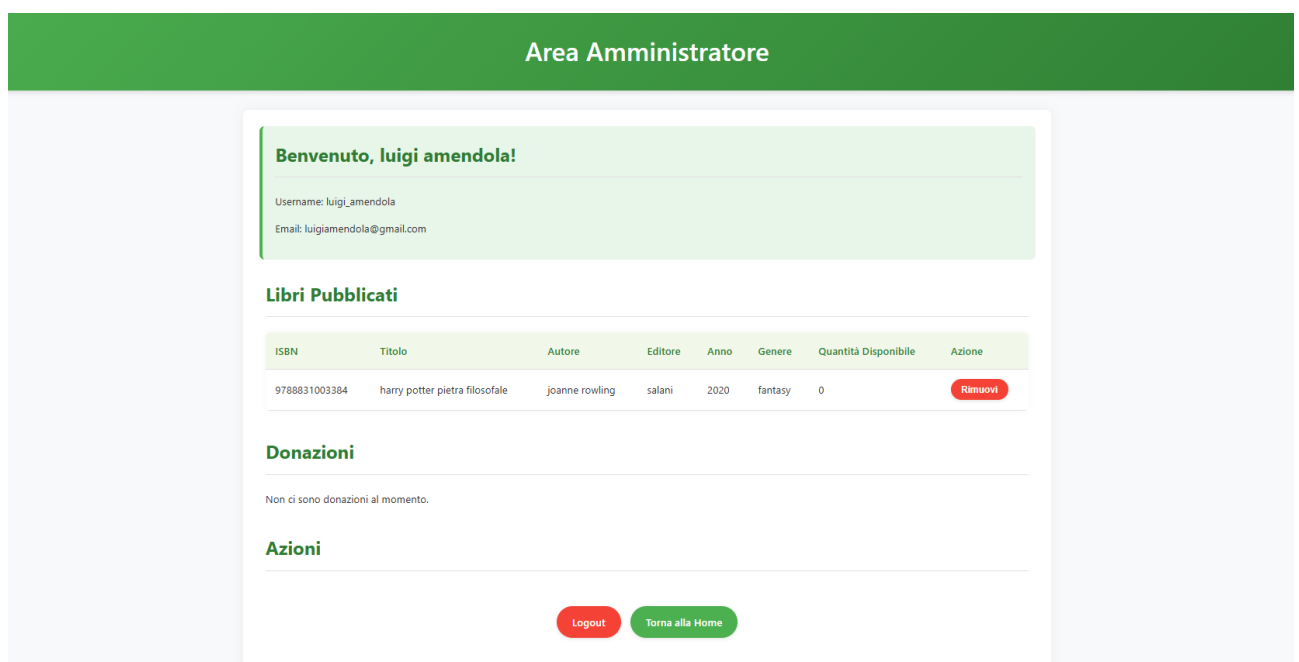 Area Amministratore
Benvenuto, luigi amendola!
Username: luigi_amendola
Email: luigiamendola@gmail.com
Libri Pubblicati
ISBN Titolo Autore Editore Anno Genere Quantità Disponibile Azione
9788831003384 harry potter pietra filosofale joanne rowling salani 2020 fantasy 0 Rimuovi
Donazioni
Non ci sono donazioni al momento.
Azioni
Logout Torna alla Home